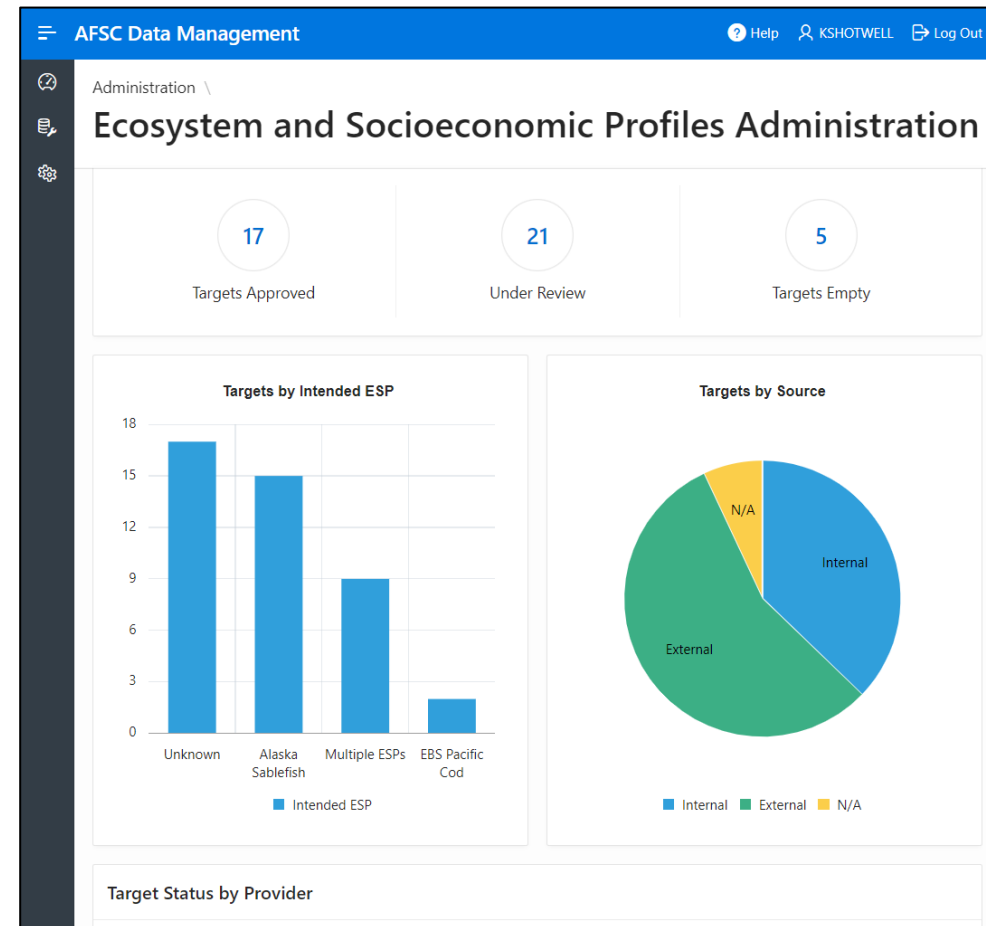 AFSC Data Management
? Help KSHOTWELL Log Out
Administration \
Ecosystem and Socioeconomic Profiles Administration
17
Targets Approved
21
Under Review
5
Targets Empty
Targets by Intended ESP
18
15
12
9
6
3
0
Unknown
Alaska
Sablefish
Multiple ESPs
EBS Pacific
Cod
Intended ESP
Targets by Source
N/A
Internal
External
Internal External N/A
Target Status by Provider